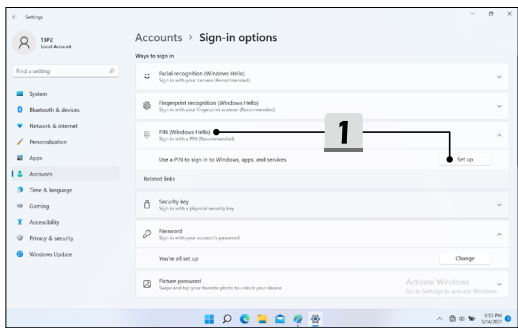 Settings
13P2
Local Account
Find a setting
System
Bluetooth & devices
Network & internet
Personalization
Apps
Accounts
Time & language
Gaming
Accessibility
Privacy & security
Windows Update
Accounts > Sign-in options
Ways to sign in
Facial recognition (Windows Hello)
Sign in with your camera (Recommended)
Fingerprint recognition (Windows Hello)
Sign in with your fingerprint scanner (Recommended)
PIN (Windows Hello)
Sign in with a PIN (Recommended)
1
Use a PIN to sign in to Windows, apps, and services
Set up
Related links
Security key
Sign in with a physical security key
Password
Sign in with your account's password
You're all set up
Change
Picture password
Swipe and tap your favorite photo to unlock your device
Activate Windows
Go to Settings to activate Windows.
6:55 PM
9/14/2021